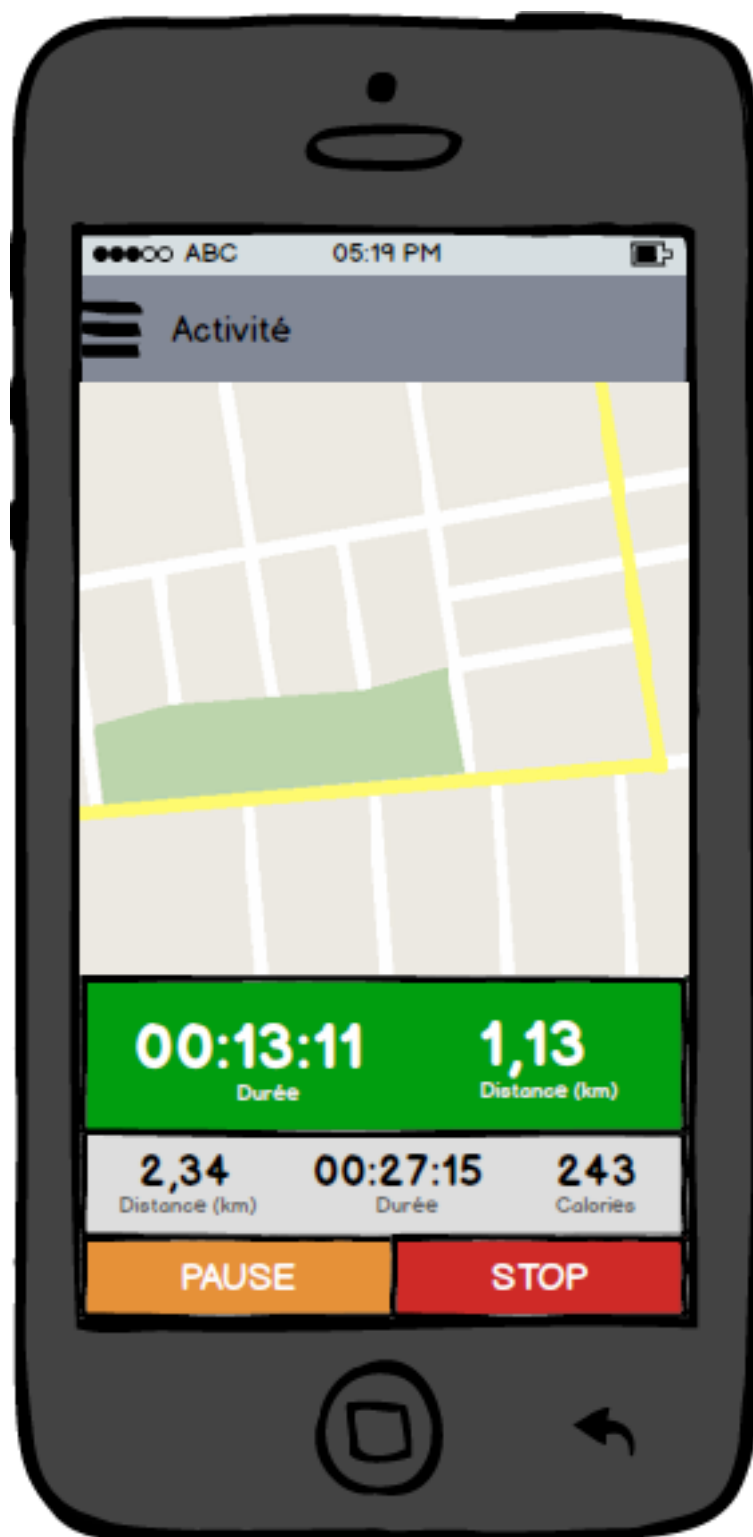 ABC 05:19 PM
Activité
00:13:11 1,13
Durée Distance (km)
2,34 00:27:15 243
Distance (km) Durée Calories
PAUSE STOP